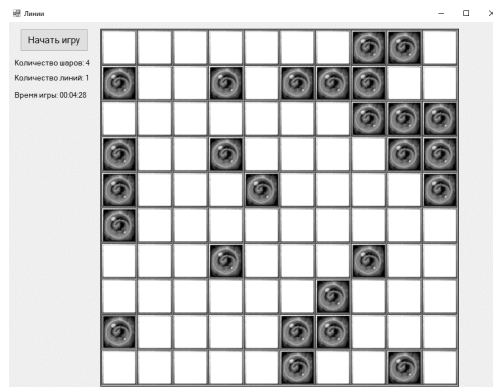 Линии
Начать игру
Количество шаров: 4
Количество линий: 1
Время игры: 00:04:28